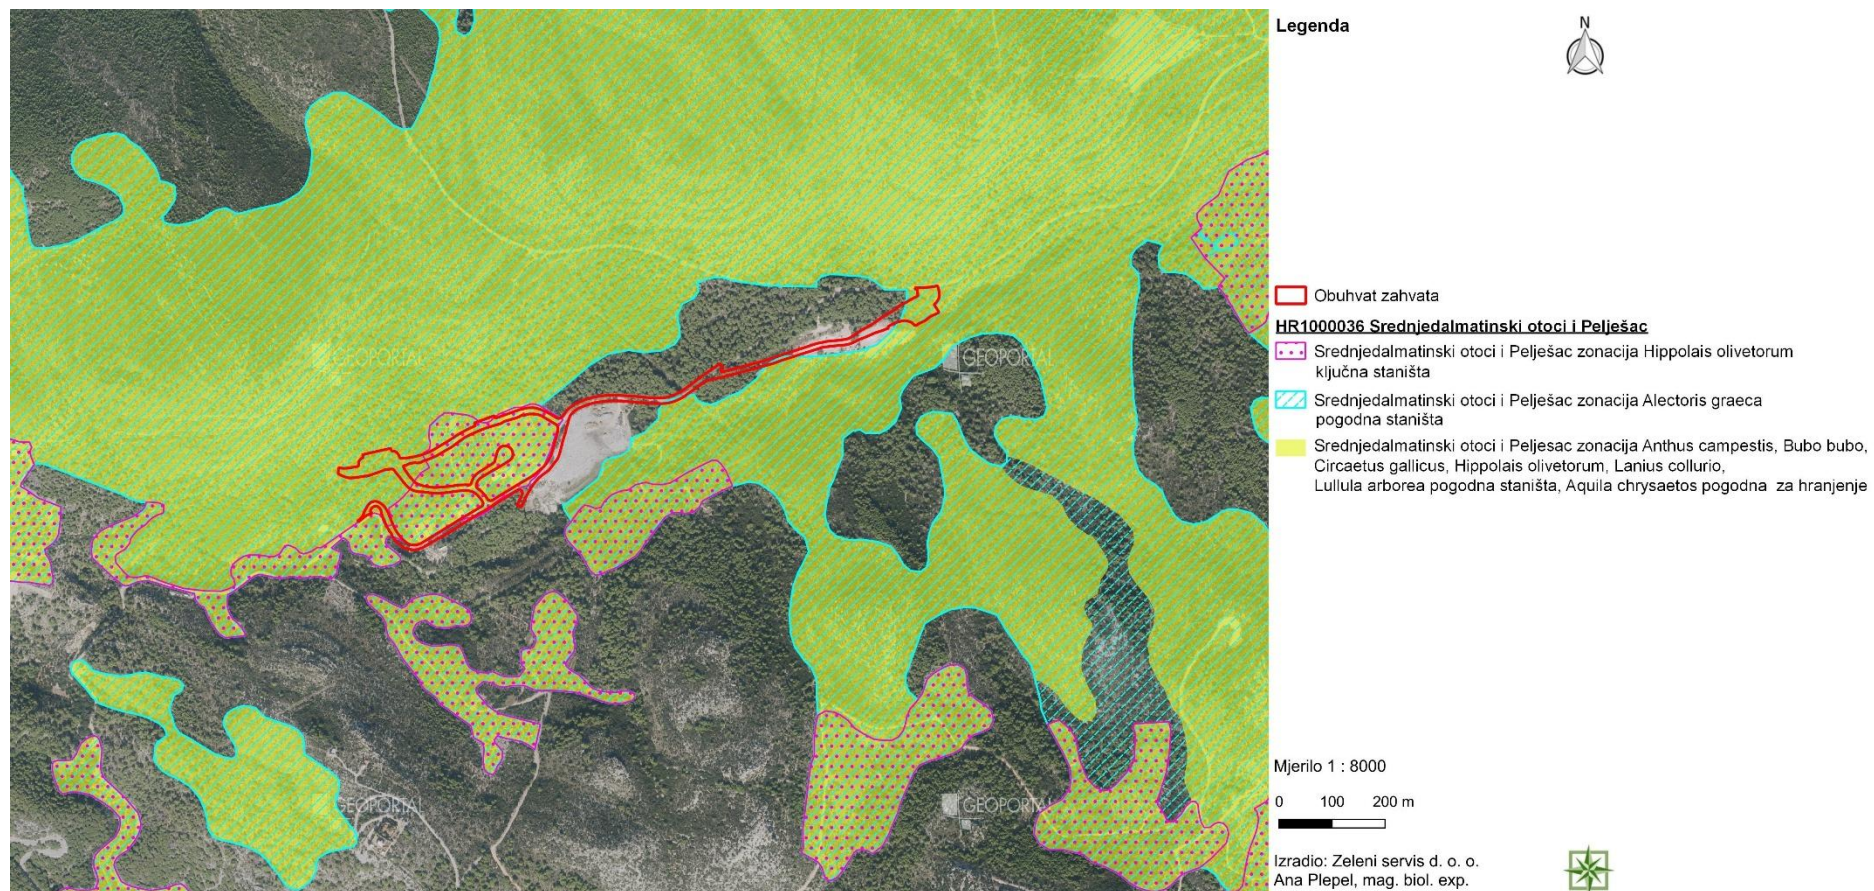 Legenda
N
Obuhvat zahvata
HR1000036 Srednjedalmatinski otoci i Pelješac
Srednjedalmatinski otoci i Pelješac zonacija Hippolais olivetorum
ključna staništa
Srednjedalmatinski otoci i Pelješac zonacija Alectoris graeca
pogodna staništa
Srednjedalmatinski otoci i Peljesac zonacija Anthus campestis, Bubo bubo,
Circaetus gallicus, Hippolais olivetorum, Lanius collurio,
Lullula arborea pogodna staništa, Aquila chrysaetos pogodna za hranjenje
GEOPORTAL
GEOPORTAL
GEOPORTAL
GEOPORTAL
Mjerilo 1 : 8000
0 100 200 m
Izradio: Zeleni servis d. o. o.
Ana Plepel, mag. biol. exp.